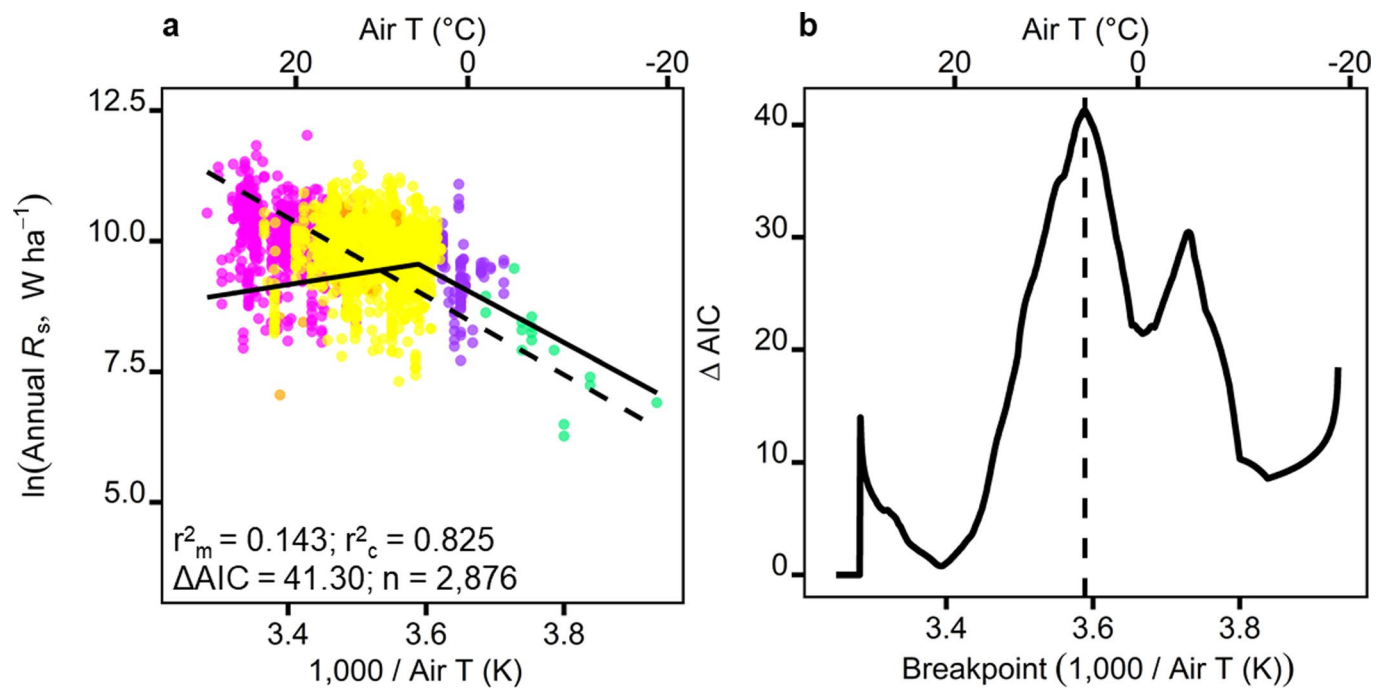 a
Air T (°C)
20 0 -20
12.5
10.0
7.5
5.0
ln(Annual Rs, W ha−1)
r2m = 0.143; r2c = 0.825
ΔAIC = 41.30; n = 2,876
3.4 3.6 3.8
1,000 / Air T (K)
b
Air T (°C)
20 0 -20
40
30
20
10
0
Δ AIC
3.4 3.6 3.8
Breakpoint (1,000 / Air T (K))